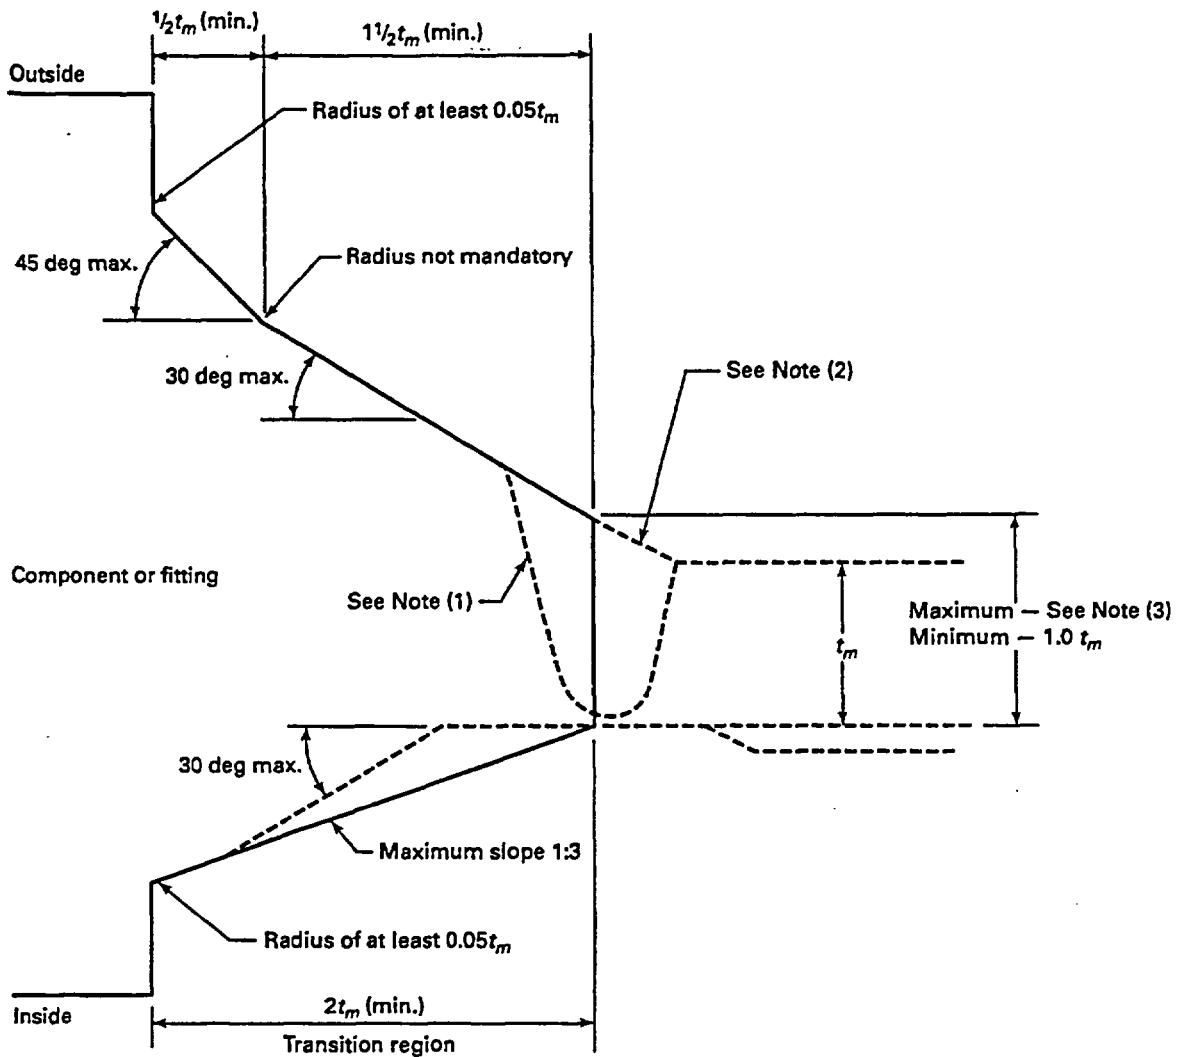 ½tm (min.)
1½tm (min.)
Outside
Radius of at least 0.05tm
45 deg max.
Radius not mandatory
30 deg max.
See Note (2)
Component or fitting
See Note (1)
Maximum — See Note (3)
Minimum — 1.0 tm
tm
30 deg max.
Maximum slope 1:3
Radius of at least 0.05tm
Inside
2tm (min.)
Transition region